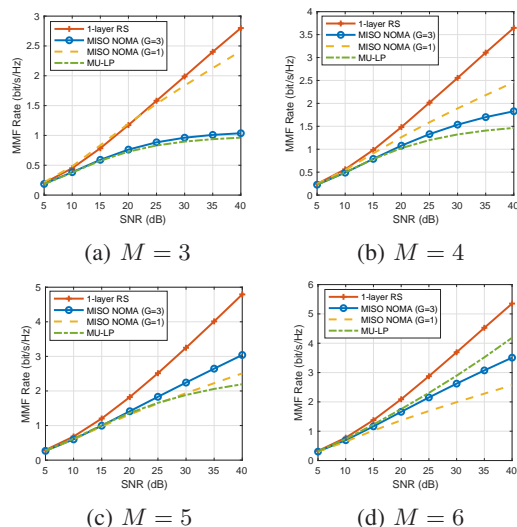 3
2.5
2
1.5
1
0.5
0
MMF Rate (bit/s/Hz)
1-layer RS
MISO NOMA (G=3)
MISO NOMA (G=1)
MU-LP
5 10 15 20 25 30 35 40
SNR (dB)
(a) M = 3
4
3.5
3
2.5
2
1.5
1
0.5
0
MMF Rate (bit/s/Hz)
1-layer RS
MISO NOMA (G=3)
MISO NOMA (G=1)
MU-LP
5 10 15 20 25 30 35 40
SNR (dB)
(b) M = 4
5
4
3
2
1
0
MMF Rate (bit/s/Hz)
1-layer RS
MISO NOMA (G=3)
MISO NOMA (G=1)
MU-LP
5 10 15 20 25 30 35 40
SNR (dB)
(c) M = 5
6
5
4
3
2
1
0
MMF Rate (bit/s/Hz)
1-layer RS
MISO NOMA (G=3)
MISO NOMA (G=1)
MU-LP
5 10 15 20 25 30 35 40
SNR (dB)
(d) M = 6